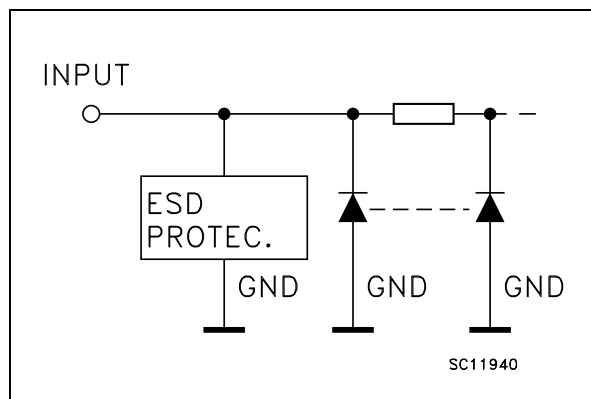 INPUT
ESD
PROTEC.
GND
GND
GND
SC11940